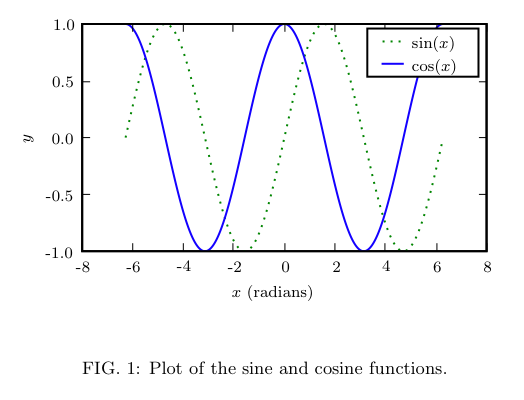 1.0
sin(x)
cos(x)
0.5
y
0.0
-0.5
-1.0
-8 -6 -4 -2 0 2 4 6 8
x (radians)
FIG. 1: Plot of the sine and cosine functions.